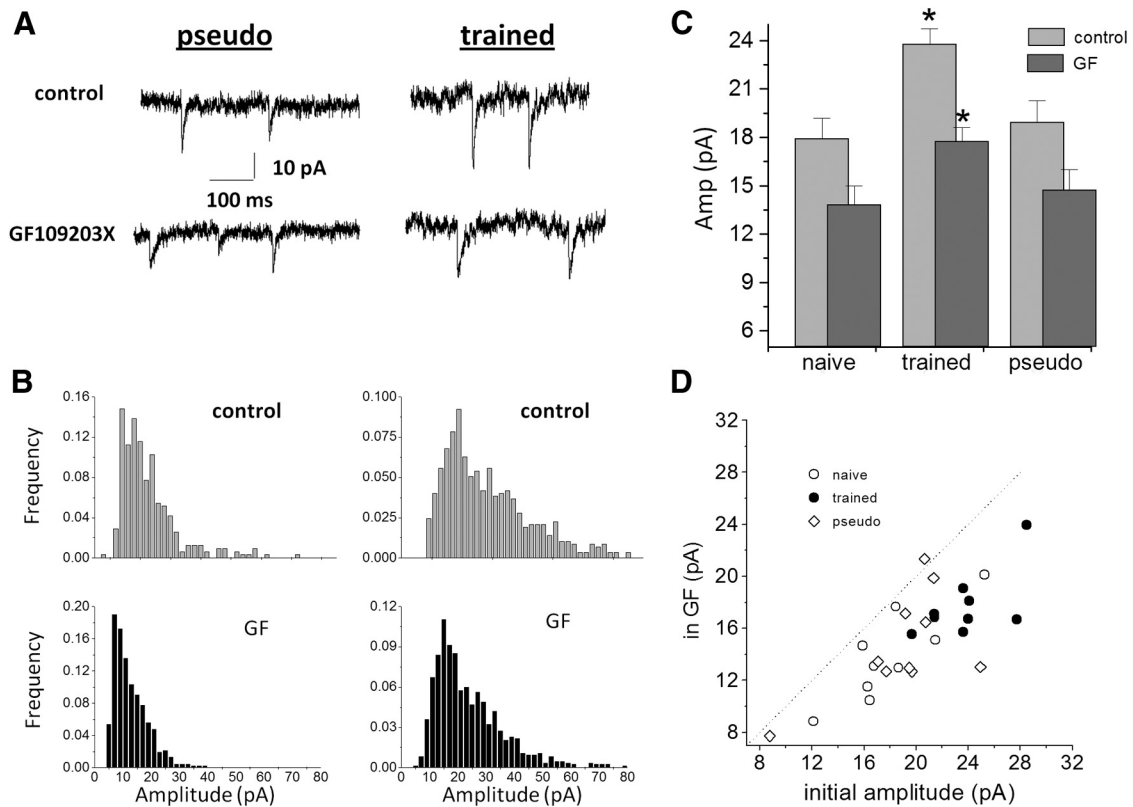 A
pseudo
trained
control
10 pA
100 ms
GF109203X
B
control
control
Frequency
0.16
0.12
0.08
0.04
0.00
0.100
0.075
0.050
0.025
0.000
GF
GF
Frequency
0.20
0.15
0.10
0.05
0.00
0 10 20 30 40 50 60 70 80
Amplitude (pA)
0.12
0.09
0.06
0.03
0.00
0 10 20 30 40 50 60 70 80
Amplitude (pA)
C
Amp (pA)
24
21
18
15
12
9
6
* *
control
GF
naive trained pseudo
D
in GF (pA)
32
28
24
20
16
12
8
naive
trained
pseudo
8 12 16 20 24 28 32
initial amplitude (pA)